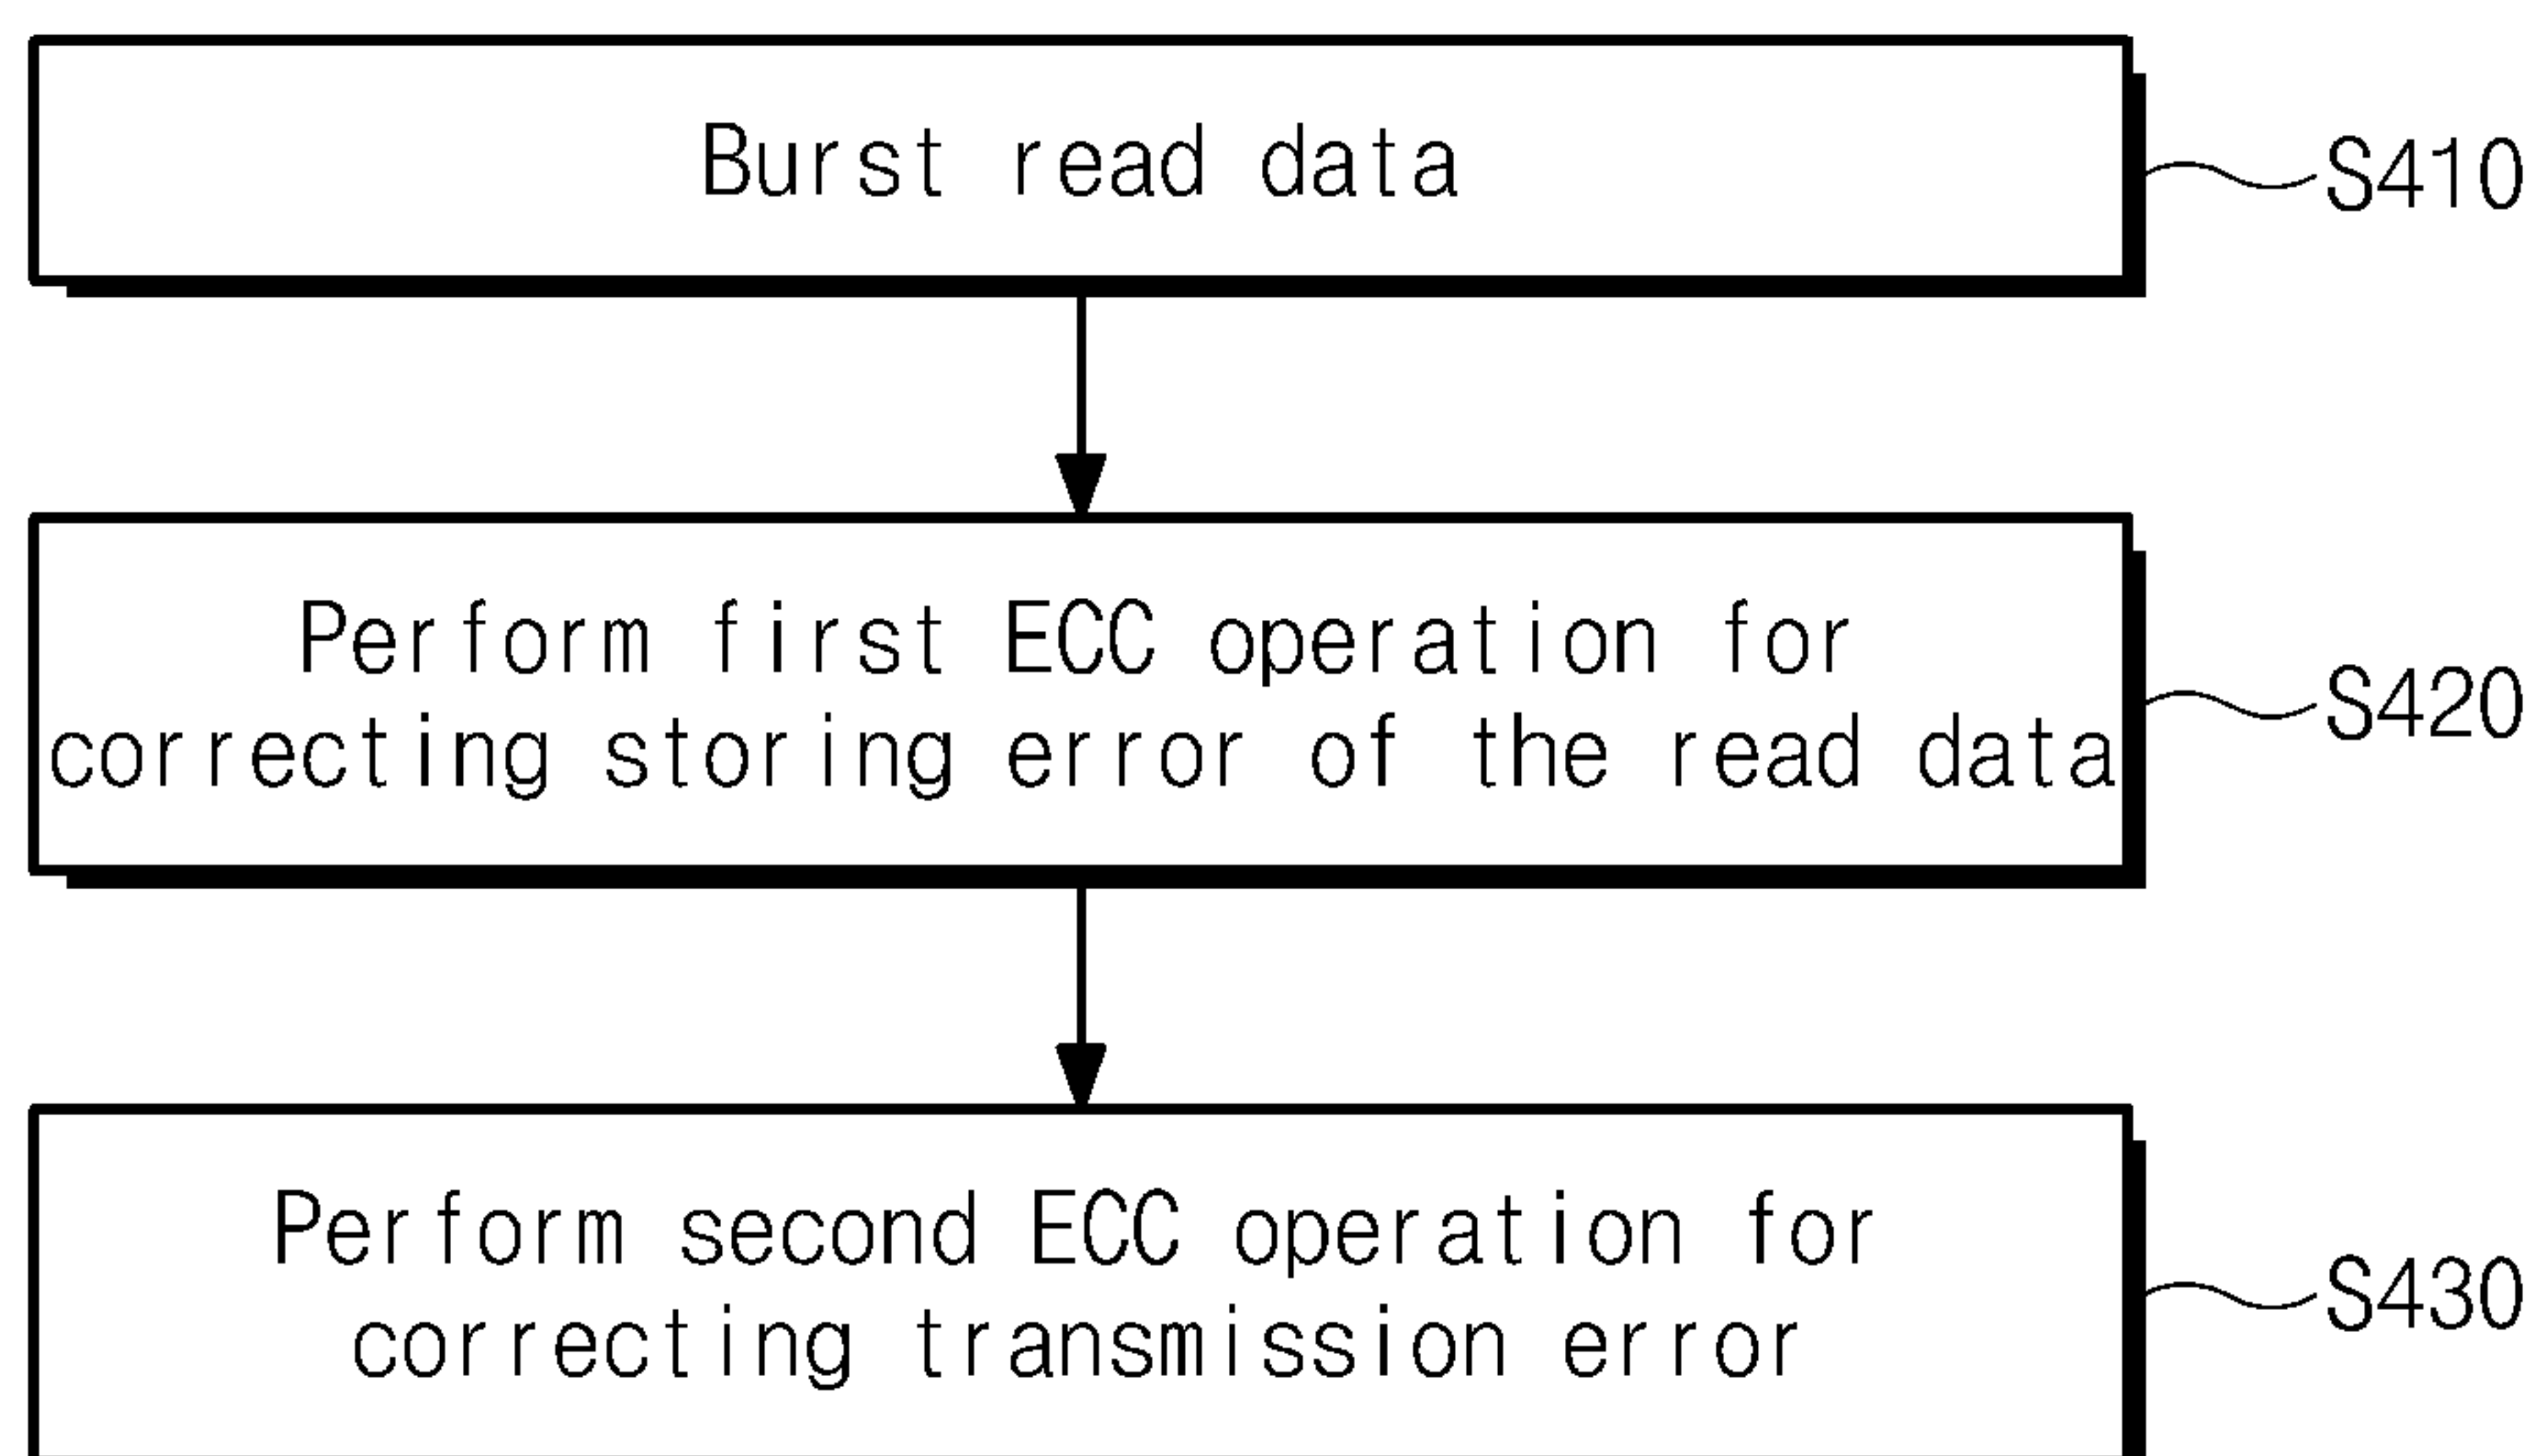 Burst read data
S410
Perform first ECC operation for
correcting storing error of the read data
S420
Perform second ECC operation for
correcting transmission error
S430